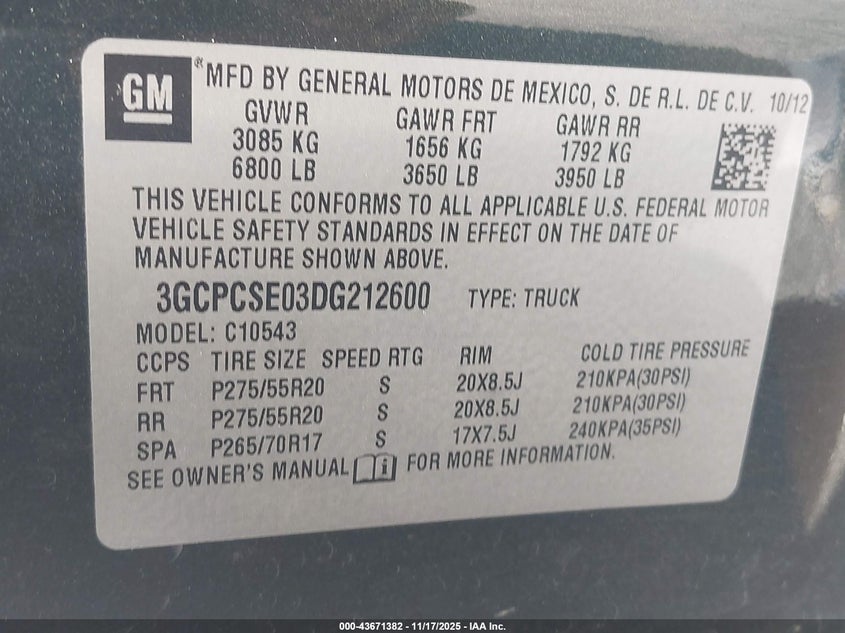 GM
® MFD BY GENERAL MOTORS DE MEXICO, S. DE R.L. DE C.V. 10/12
GVWR GAWR FRT GAWR RR
3085 KG 1656 KG 1792 KG
6800 LB 3650 LB 3950 LB
THIS VEHICLE CONFORMS TO ALL APPLICABLE U.S. FEDERAL MOTOR
VEHICLE SAFETY STANDARDS IN EFFECT ON THE DATE OF
MANUFACTURE SHOWN ABOVE.
3GCPCSE03DG212600 TYPE: TRUCK
MODEL: C10543
CCPS TIRE SIZE SPEED RTG RIM COLD TIRE PRESSURE
FRT P275/55R20 S 20X8.5J 210KPA(30PSI)
RR P275/55R20 S 20X8.5J 210KPA(30PSI)
SPA P265/70R17 S 17X7.5J 240KPA(35PSI)
SEE OWNER'S MANUAL i FOR MORE INFORMATION.
000-43671382 - 11/17/2025 - IAA Inc.